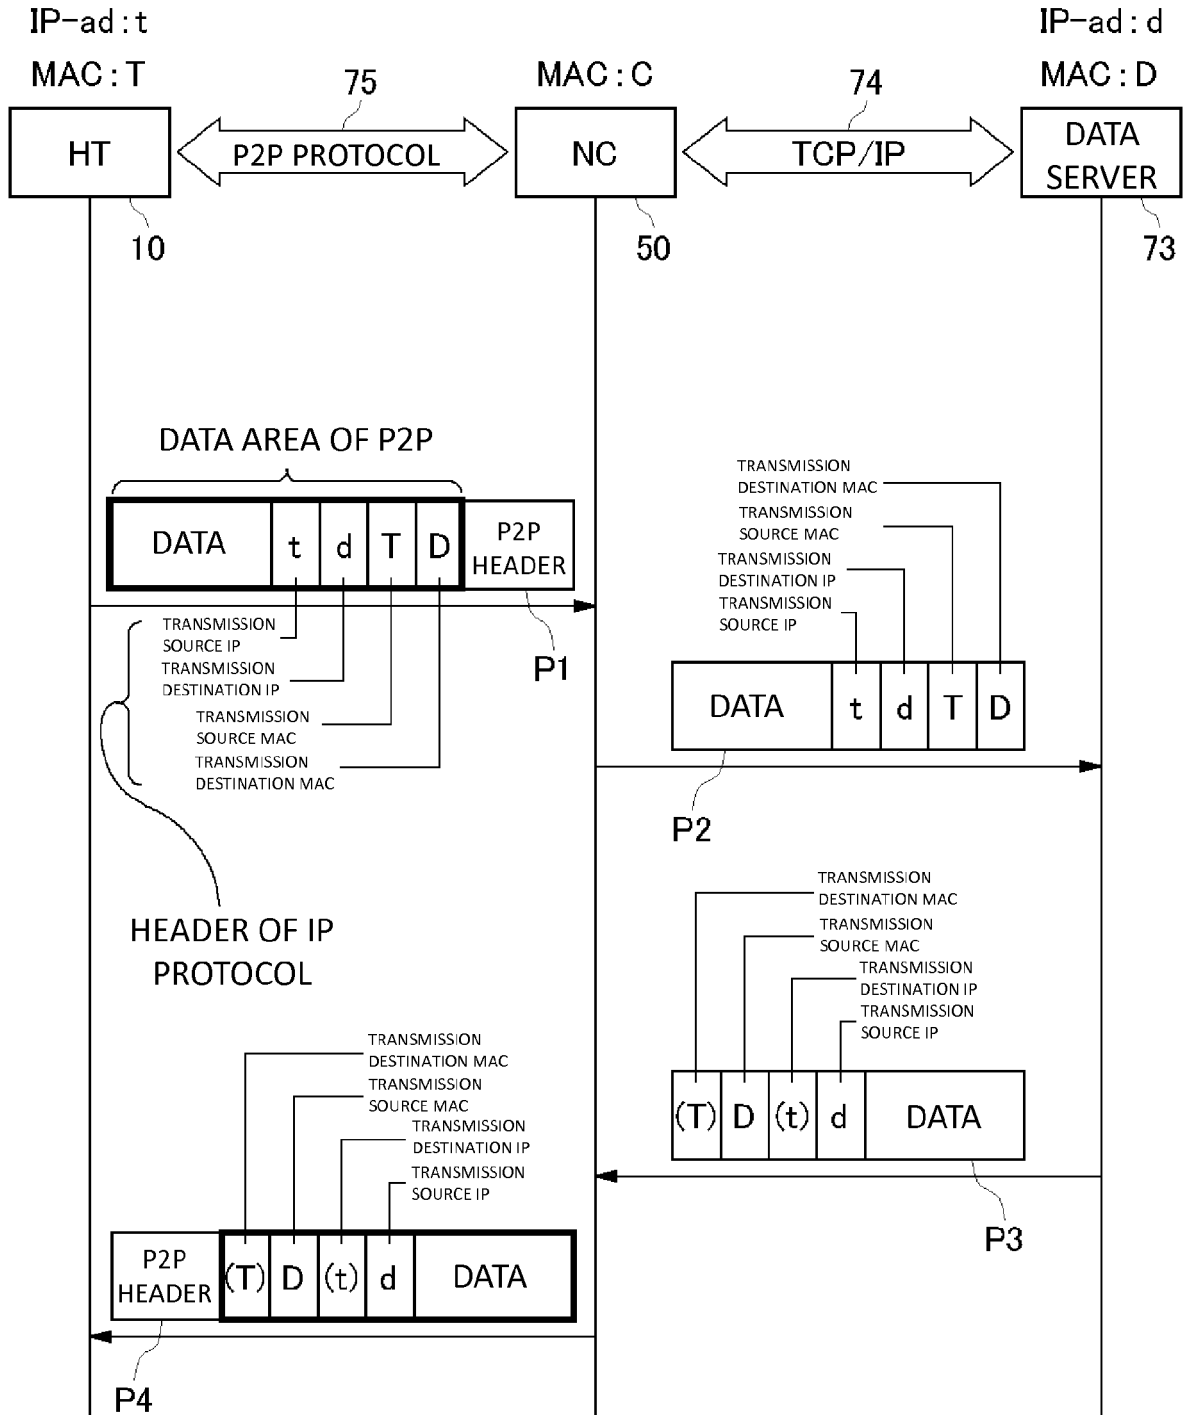 IP-ad:t
IP-ad:d
MAC:T
75
MAC:C
74
MAC:D
HT
P2P PROTOCOL
NC
TCP/IP
DATA
SERVER
10
50
73
DATA AREA OF P2P
DATA
t
d
T
D
P2P
HEADER
TRANSMISSION
SOURCE IP
TRANSMISSION
DESTINATION IP
TRANSMISSION
SOURCE MAC
TRANSMISSION
DESTINATION MAC
P1
HEADER OF IP
PROTOCOL
TRANSMISSION
DESTINATION MAC
TRANSMISSION
SOURCE MAC
TRANSMISSION
DESTINATION IP
TRANSMISSION
SOURCE IP
DATA
t
d
T
D
P2
TRANSMISSION
DESTINATION MAC
TRANSMISSION
SOURCE MAC
TRANSMISSION
DESTINATION IP
TRANSMISSION
SOURCE IP
(T)
D
(t)
d
DATA
P3
TRANSMISSION
DESTINATION MAC
TRANSMISSION
SOURCE MAC
TRANSMISSION
DESTINATION IP
TRANSMISSION
SOURCE IP
P2P
HEADER
(T)
D
(t)
d
DATA
P4